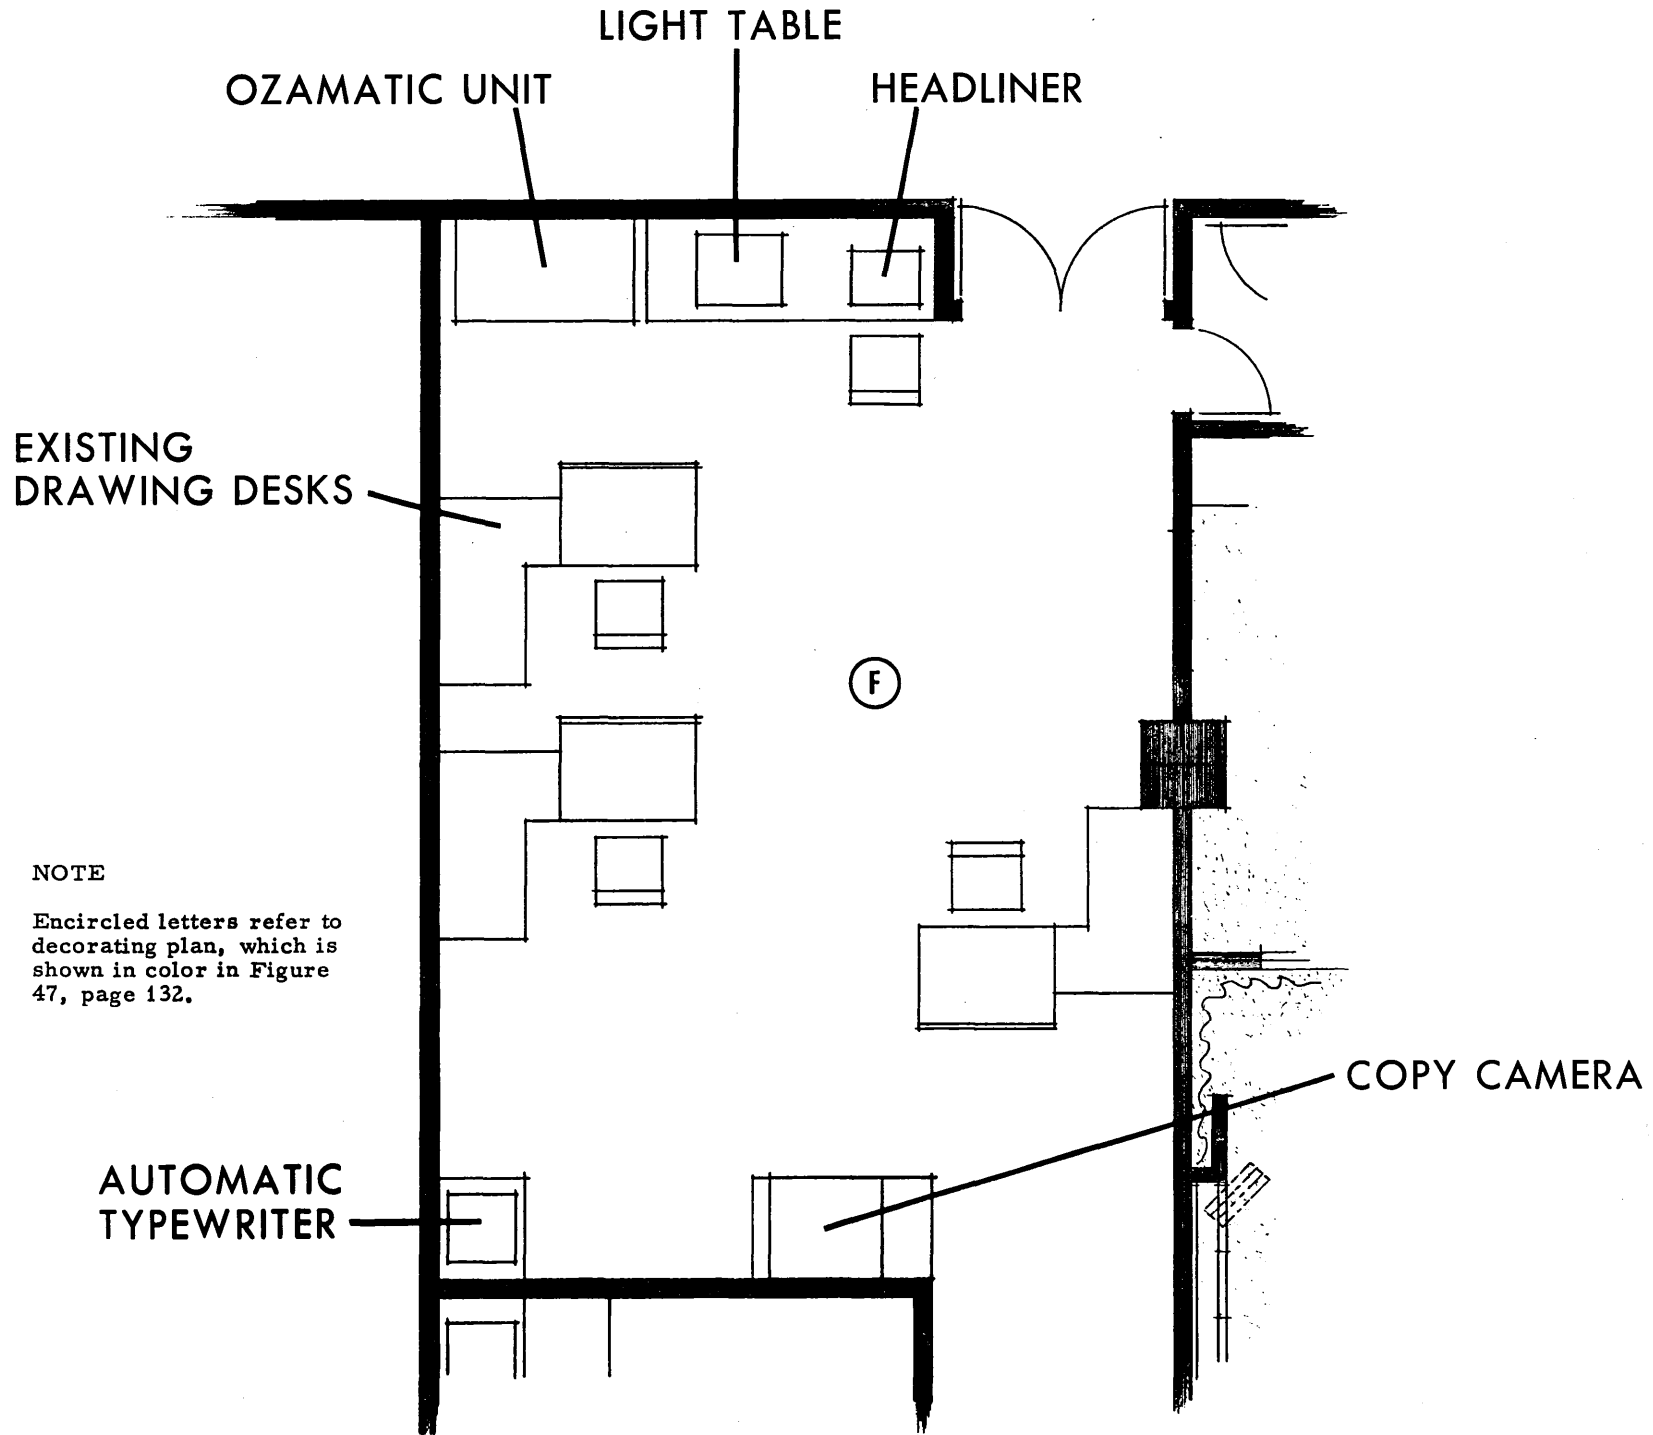 LIGHT TABLE
OZAMATIC UNIT
HEADLINER
EXISTING
DRAWING DESKS
F
NOTE
Encircled letters refer to
decorating plan, which is
shown in color in Figure
47, page 132.
COPY CAMERA
AUTOMATIC
TYPEWRITER